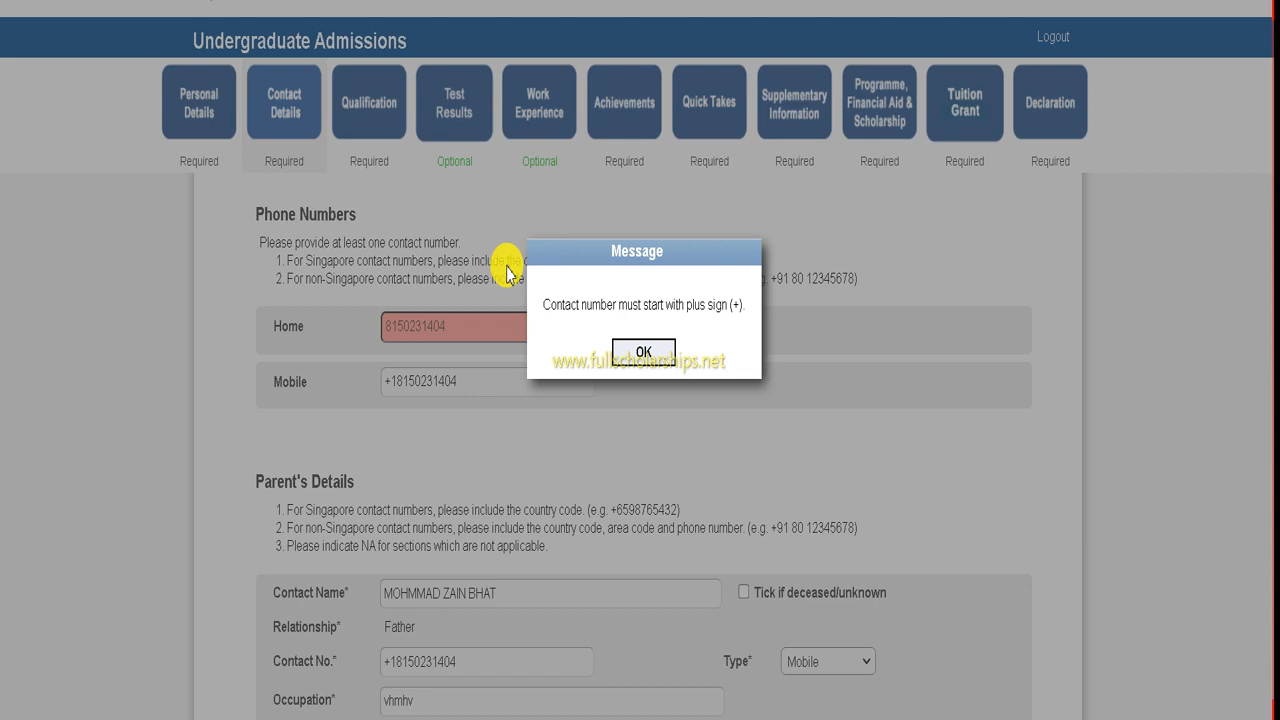 Undergraduate Admissions
Logout
Personal Details
Contact Details
Qualification
Test Results
Work Experience
Achievements
Quick Takes
Supplementary Information
Programme, Financial Aid & Scholarship
Tuition Grant
Declaration
Required
Required
Required
Optional
Optional
Required
Required
Required
Required
Required
Required
Phone Numbers
Please provide at least one contact number.
1. For Singapore contact numbers, please include the
2. For non-Singapore contact numbers, please include
g. +91 80 12345678)
Message
Contact number must start with plus sign (+).
OK
www.fullscholarships.net
Home
8150231404
Mobile
+18150231404
Parent's Details
1. For Singapore contact numbers, please include the country code. (e.g. +6598765432)
2. For non-Singapore contact numbers, please include the country code, area code and phone number. (e.g. +91 80 12345678)
3. Please indicate NA for sections which are not applicable.
Contact Name*
MOHMMAD ZAIN BHAT
Tick if deceased/unknown
Relationship*
Father
Contact No.*
+18150231404
Type*
Mobile
Occupation*
vhmhv